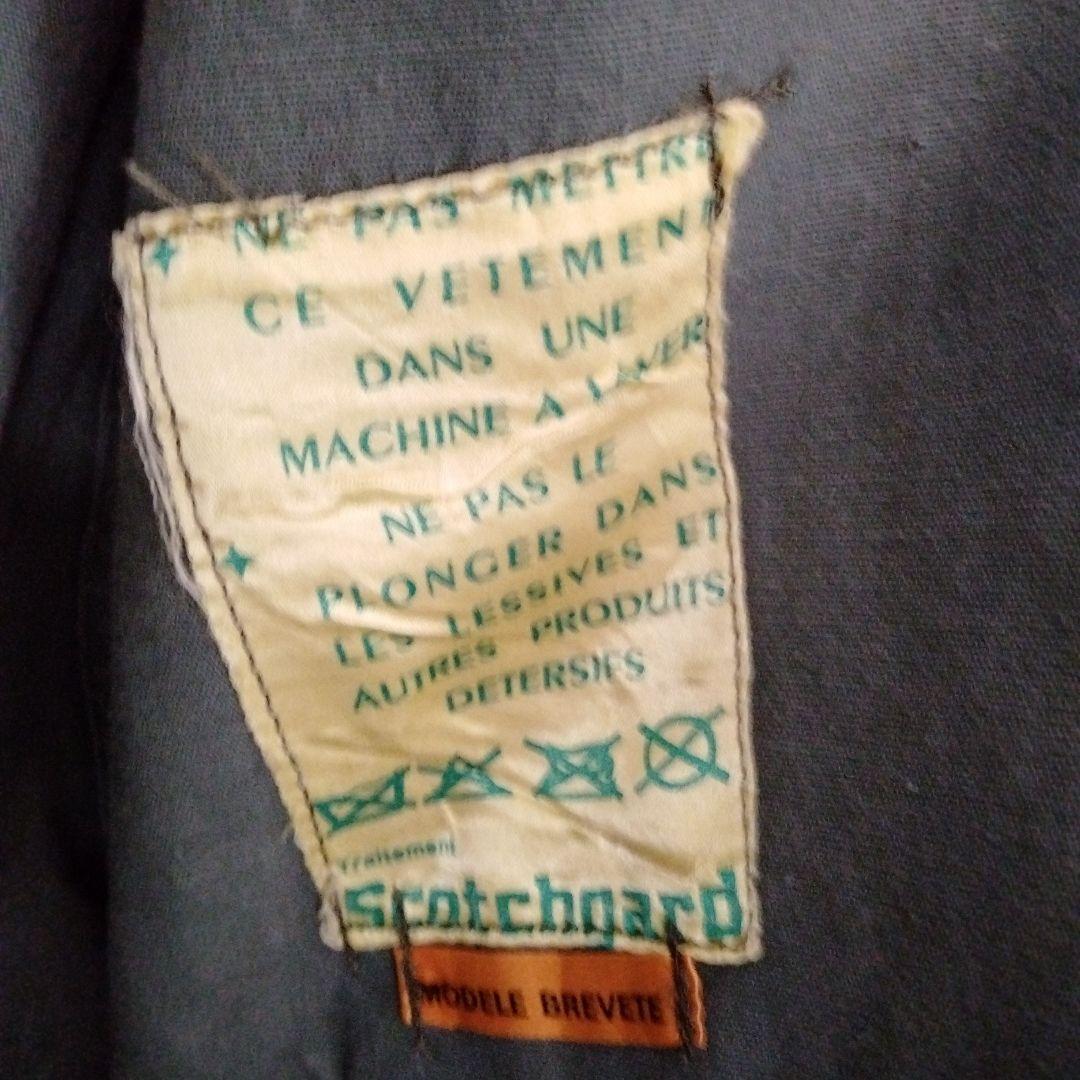 NE PAS METTRE
CE VETEMENT
DANS UNE
MACHINE A LAVER
NE PAS LE
PLONGER DANS
LES LESSIVES ET
AUTRES PRODUITS
DETERSIFS
Traitement
Scotchgard
MODELE BREVETE